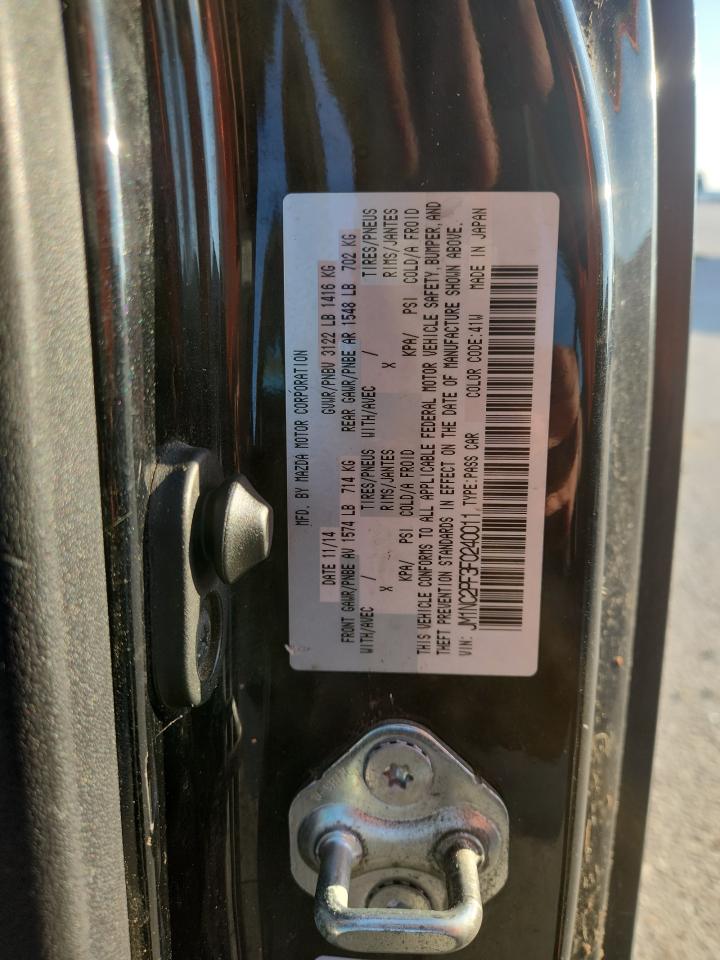 MFD. BY MAZDA MOTOR CORPORATION
DATE 11/14 GVWR/PNBV 3122 LB 1416 KG
FRONT GAWR/PNBE AV 1574 LB 714 KG REAR GAWR/PNBE AR 1548 LB 702 KG
WITH/AVEC / TIRES/PNEUS WITH/AVEC / TIRES/PNEUS
X RIMS/JANTES X RIMS/JANTES
KPA/ PSI COLD/A FROID KPA/ PSI COLD/A FROID
THIS VEHICLE CONFORMS TO ALL APPLICABLE FEDERAL MOTOR VEHICLE SAFETY,BUMPER,AND
THEFT PREVENTION STANDARDS IN EFFECT ON THE DATE OF MANUFACTURE SHOWN ABOVE.
VIN: JM1NC2PF3F0240011,TYPE:PASS CAR COLOR CODE:41W MADE IN JAPAN